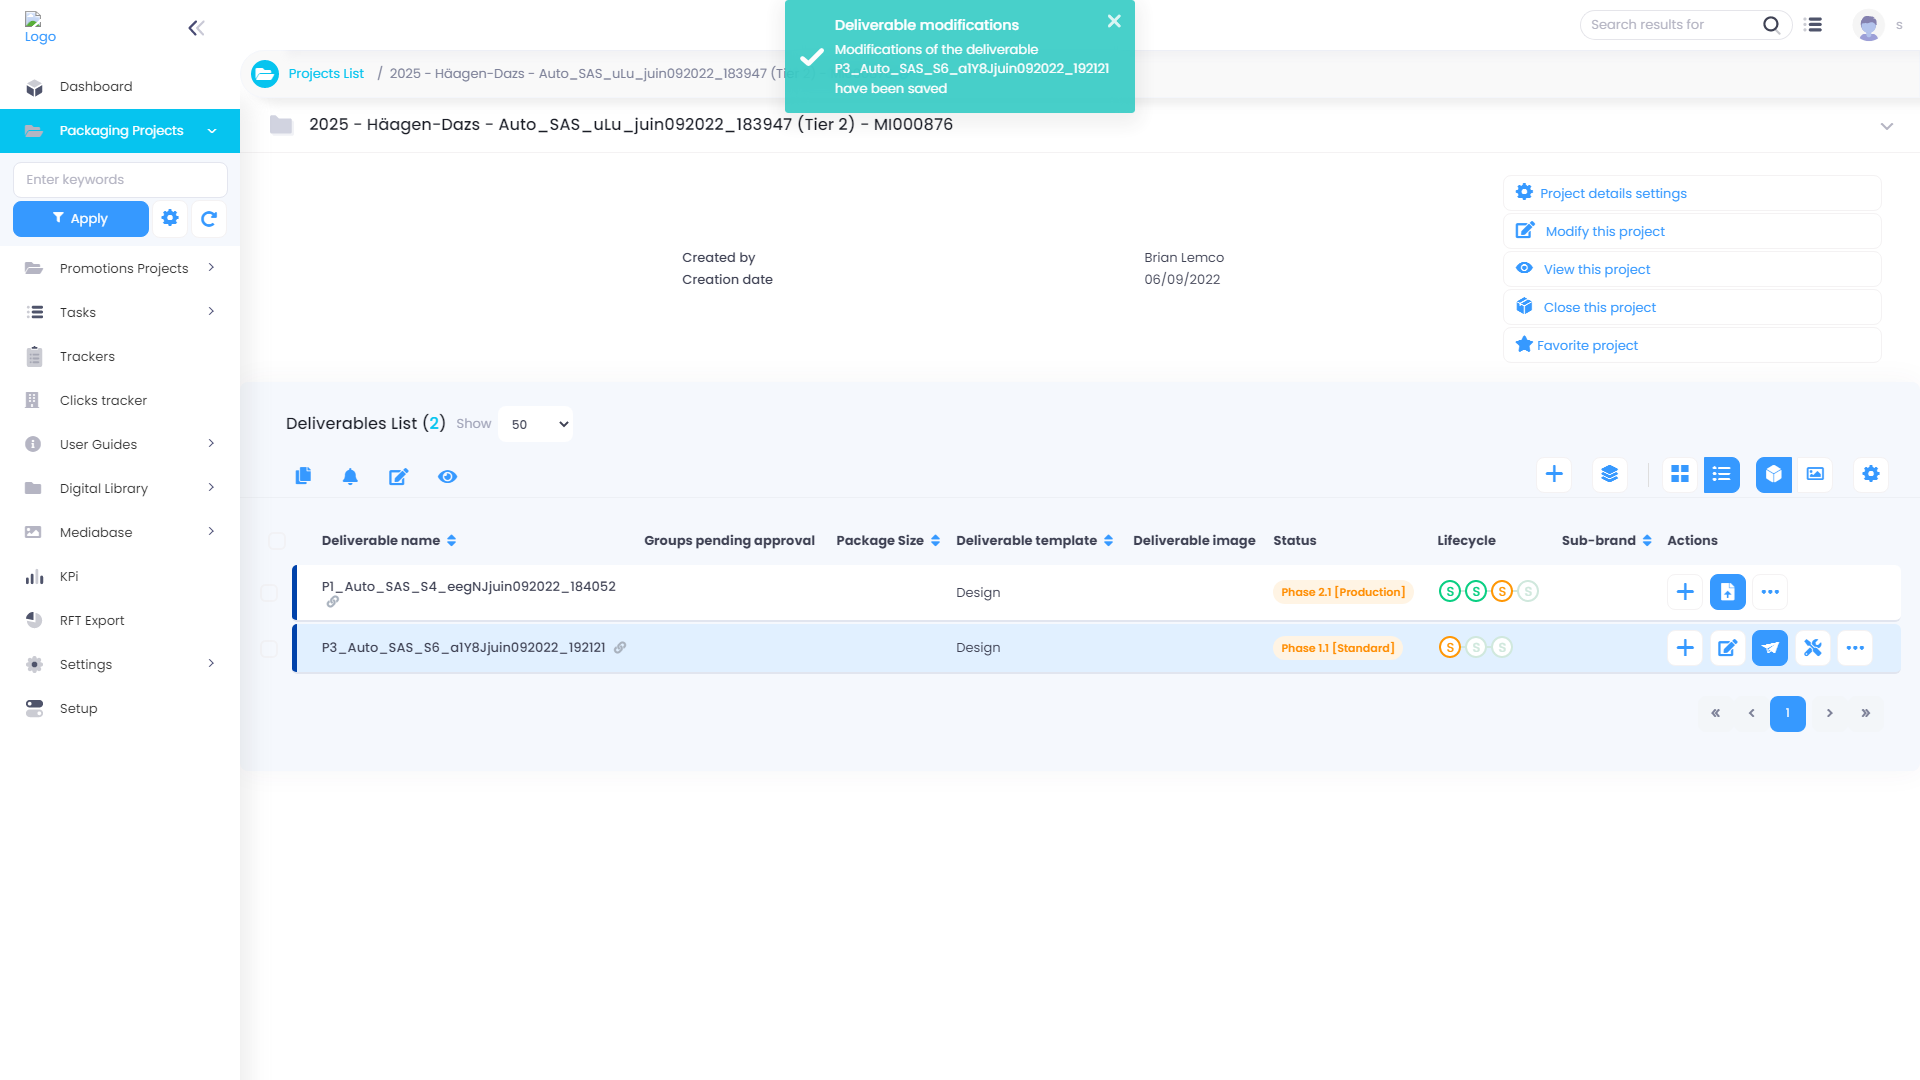 Logo
Deliverable modifications
Modifications of the deliverable
P3_Auto_SAS_S6_a1Y8Jjuin092022_192121
have been saved
Search results for
s
Projects List / 2025 - Häagen-Dazs - Auto_SAS_uLu_juin092022_183947 (Tier 2)
2025 - Häagen-Dazs - Auto_SAS_uLu_juin092022_183947 (Tier 2) - MI000876
Dashboard
Packaging Projects
Enter keywords
Apply
Promotions Projects
Tasks
Trackers
Clicks tracker
User Guides
Digital Library
Mediabase
KPi
RFT Export
Settings
Setup
Created by Brian Lemco
Creation date 06/09/2022
Project details settings
Modify this project
View this project
Close this project
Favorite project
Deliverables List (2) Show 50
Deliverable name Groups pending approval Package Size Deliverable template Deliverable image Status Lifecycle Sub-brand Actions
P1_Auto_SAS_S4_eegNJjuin092022_184052 Design Phase 2.1 [Production] S S S S
P3_Auto_SAS_S6_a1Y8Jjuin092022_192121 Design Phase 1.1 [Standard] S S S
« ‹ 1 › »